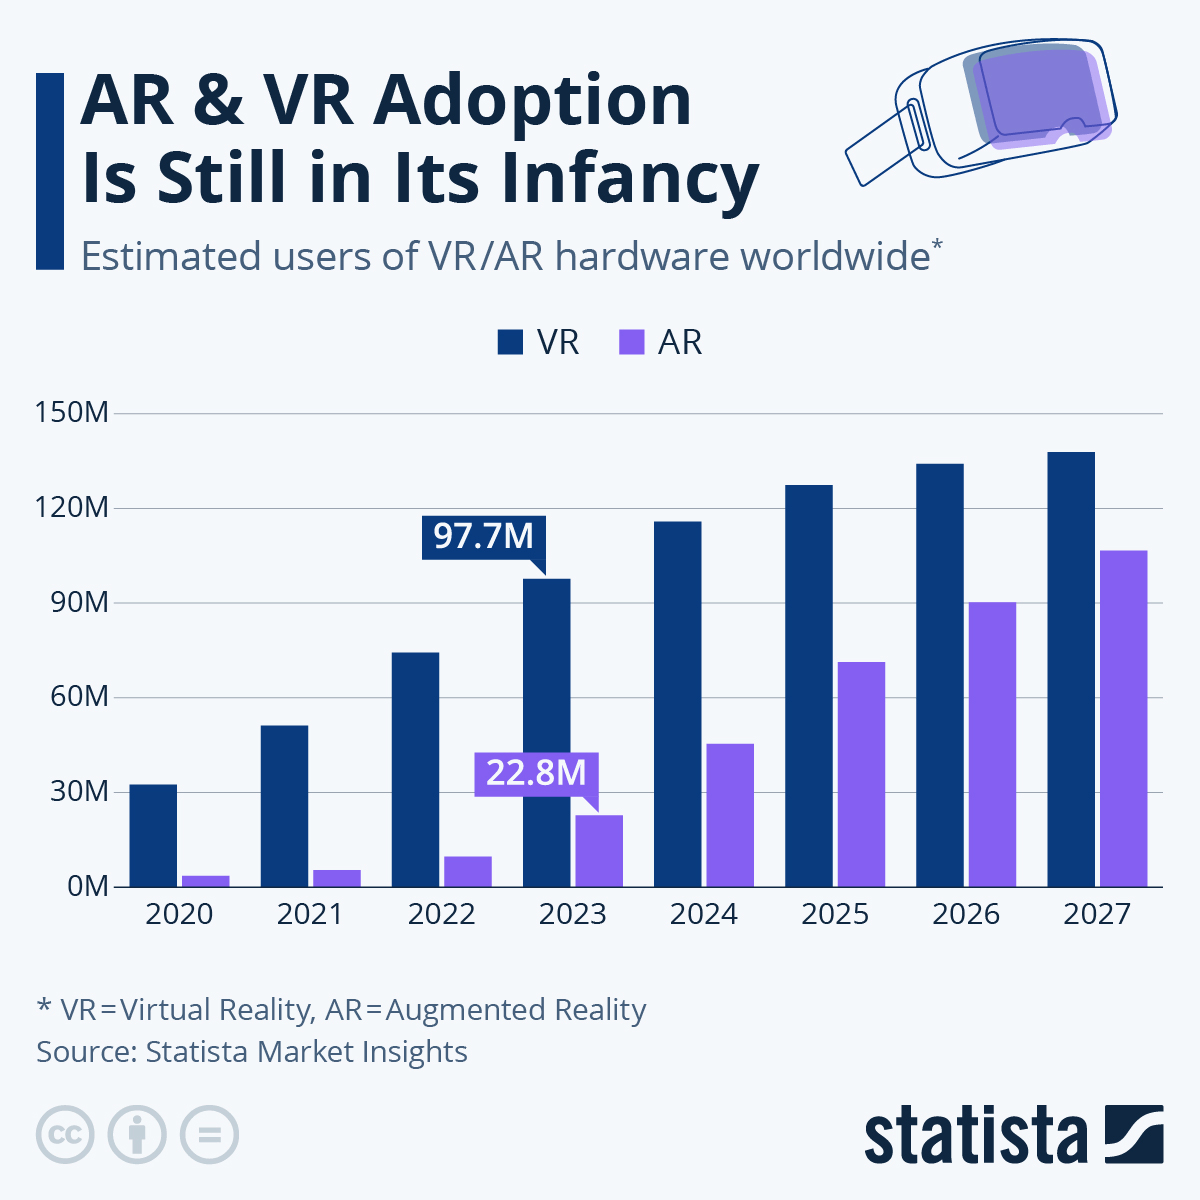 AR & VR Adoption
Is Still in Its Infancy
Estimated users of VR/AR hardware worldwide*
VR AR
150M
120M
97.7M
90M
60M
22.8M
30M
0M
2020 2021 2022 2023 2024 2025 2026 2027
* VR=Virtual Reality, AR=Augmented Reality
Source: Statista Market Insights
cc
statista